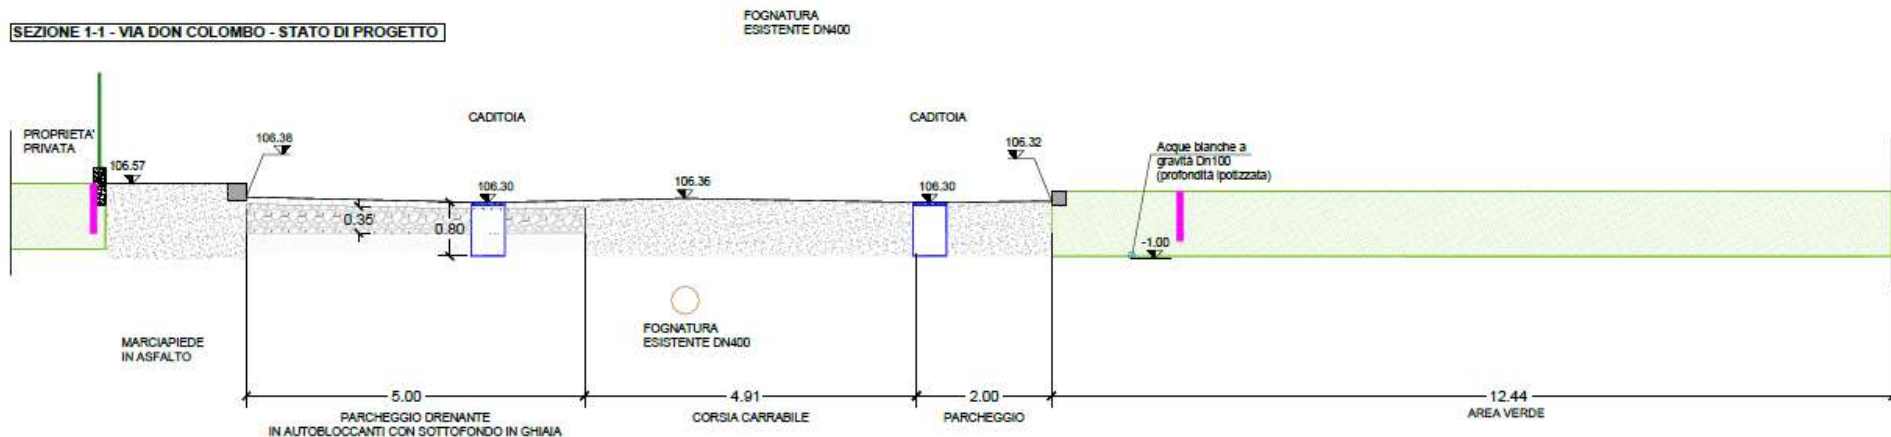 FOGNATURA
ESISTENTE DN400
SEZIONE 1-1 - VIA DON COLOMBO - STATO DI PROGETTO
CADITOIA
CADITOIA
PROPRIETA'
PRIVATA
106.38
106.32
Acque bianche a
gravità Dn100
(profondità ipotizzata)
106.57
106.30
106.36
106.30
0.35
0.80
-1.00
FOGNATURA
ESISTENTE DN400
MARCIAPIEDE
IN ASFALTO
5.00
4.91
2.00
12.44
PARCHEGGIO DRENANTE
IN AUTOBLOCCANTI CON SOTTOFONDO IN GHIAIA
CORSIA CARRABILE
PARCHEGGIO
AREA VERDE